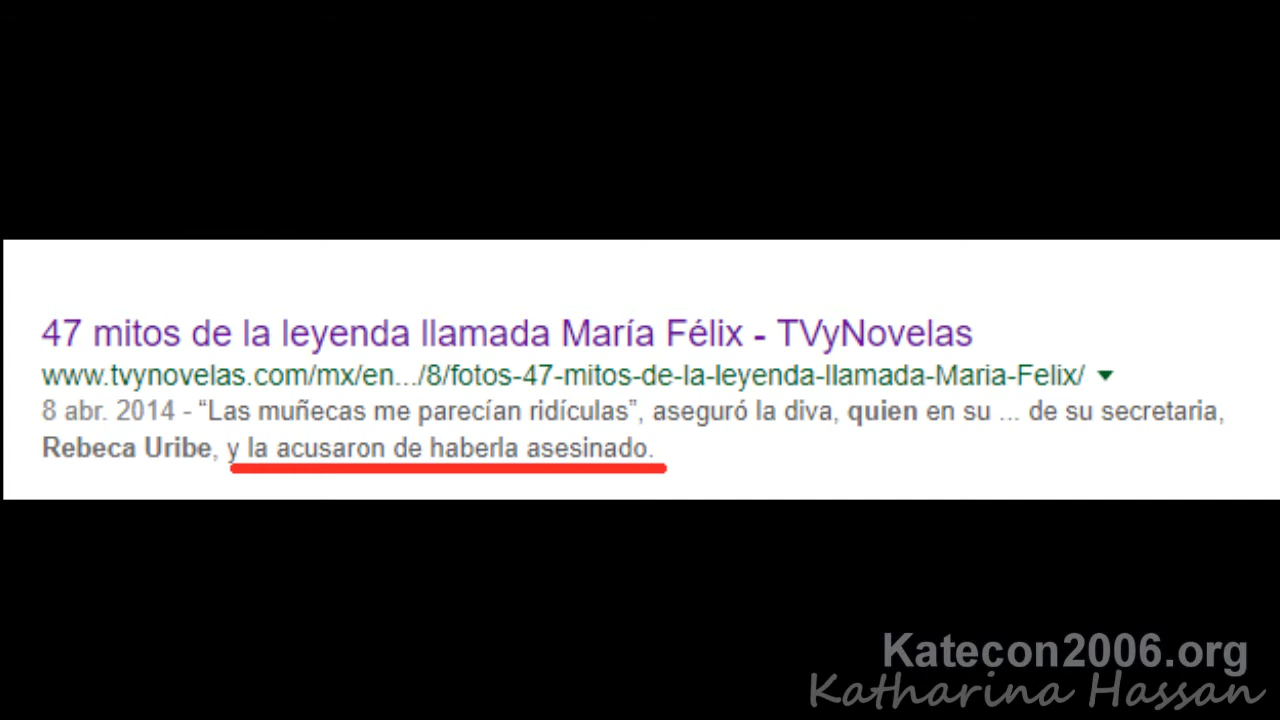 47 mitos de la leyenda llamada María Félix - TVyNovelas
www.tvynovelas.com/mx/en.../8/fotos-47-mitos-de-la-leyenda-llamada-Maria-Felix/
8 abr. 2014 - “Las muñecas me parecían ridículas”, aseguró la diva, quien en su ... de su secretaria,
Rebeca Uribe, y la acusaron de haberla asesinado.
Katecon2006.org
Katharina Hassan